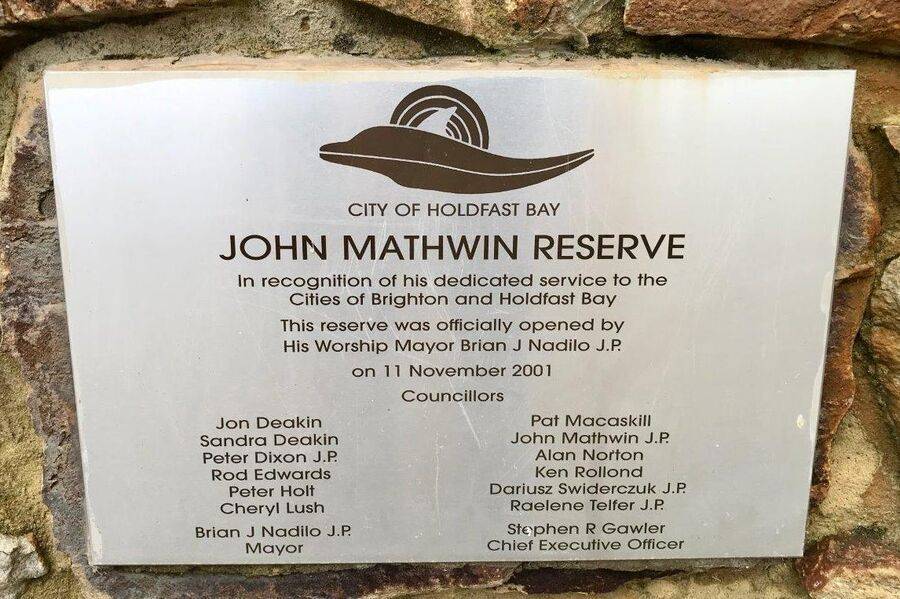 CITY OF HOLDFAST BAY
JOHN MATHWIN RESERVE
In recognition of his dedicated service to the
Cities of Brighton and Holdfast Bay
This reserve was officially opened by
His Worship Mayor Brian J Nadilo J.P.
on 11 November 2001
Councillors
Jon Deakin
Sandra Deakin
Peter Dixon J.P.
Rod Edwards
Peter Holt
Cheryl Lush
Brian J Nadilo J.P.
Mayor
Pat Macaskill
John Mathwin J.P.
Alan Norton
Ken Rollond
Dariusz Swiderczuk J.P.
Raelene Telfer J.P.
Stephen R Gawler
Chief Executive Officer